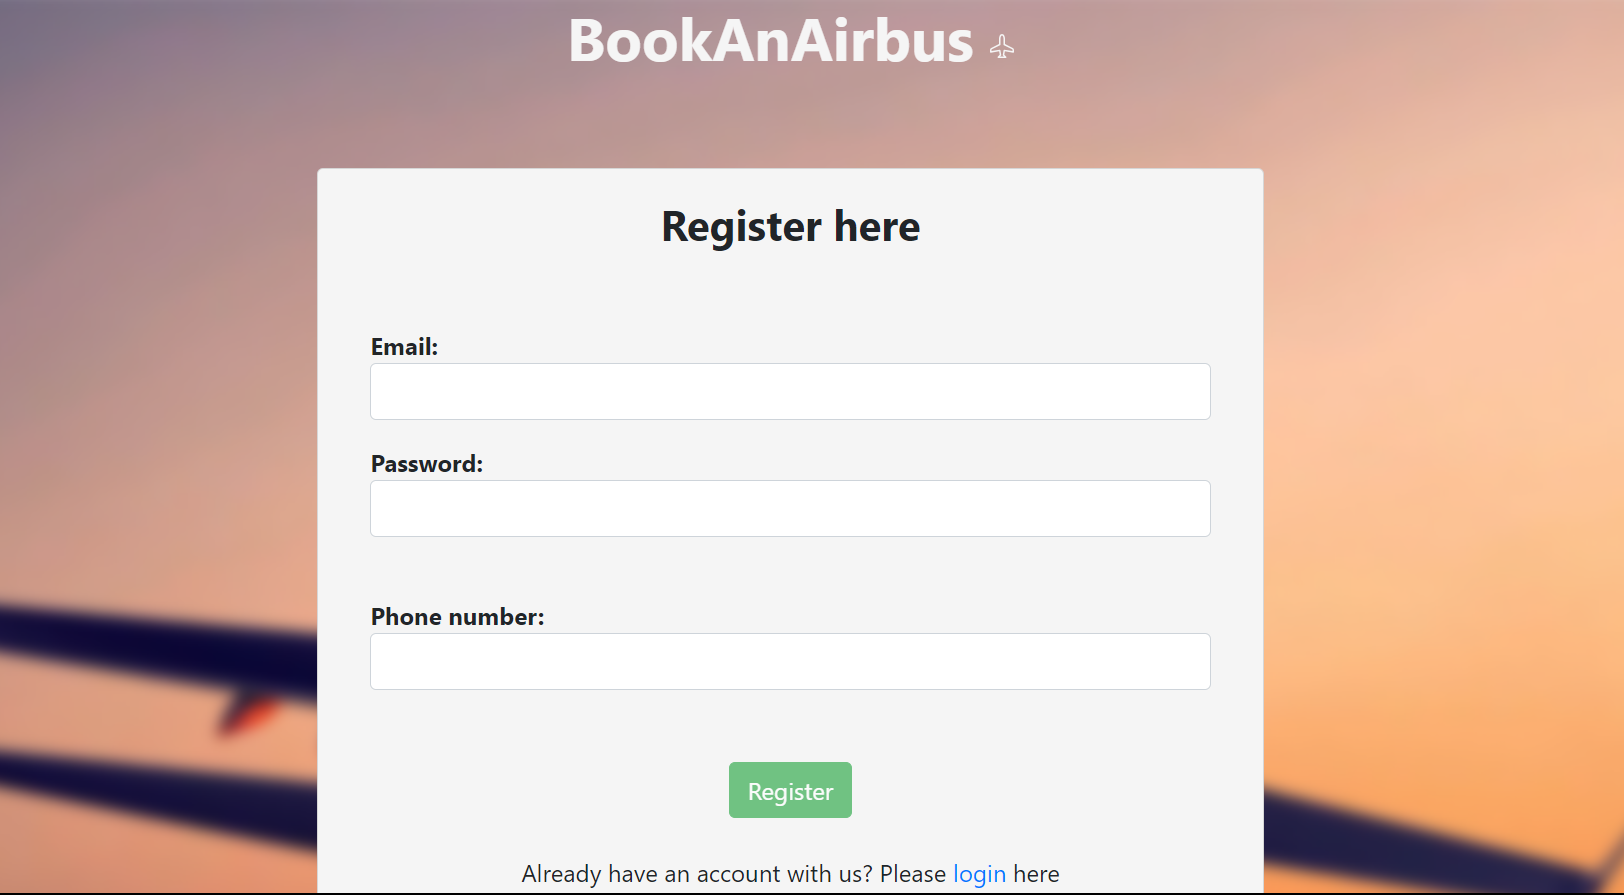 BookAnAirbus
Register here
Email:
Password:
Phone number:
Register
Already have an account with us? Please login here